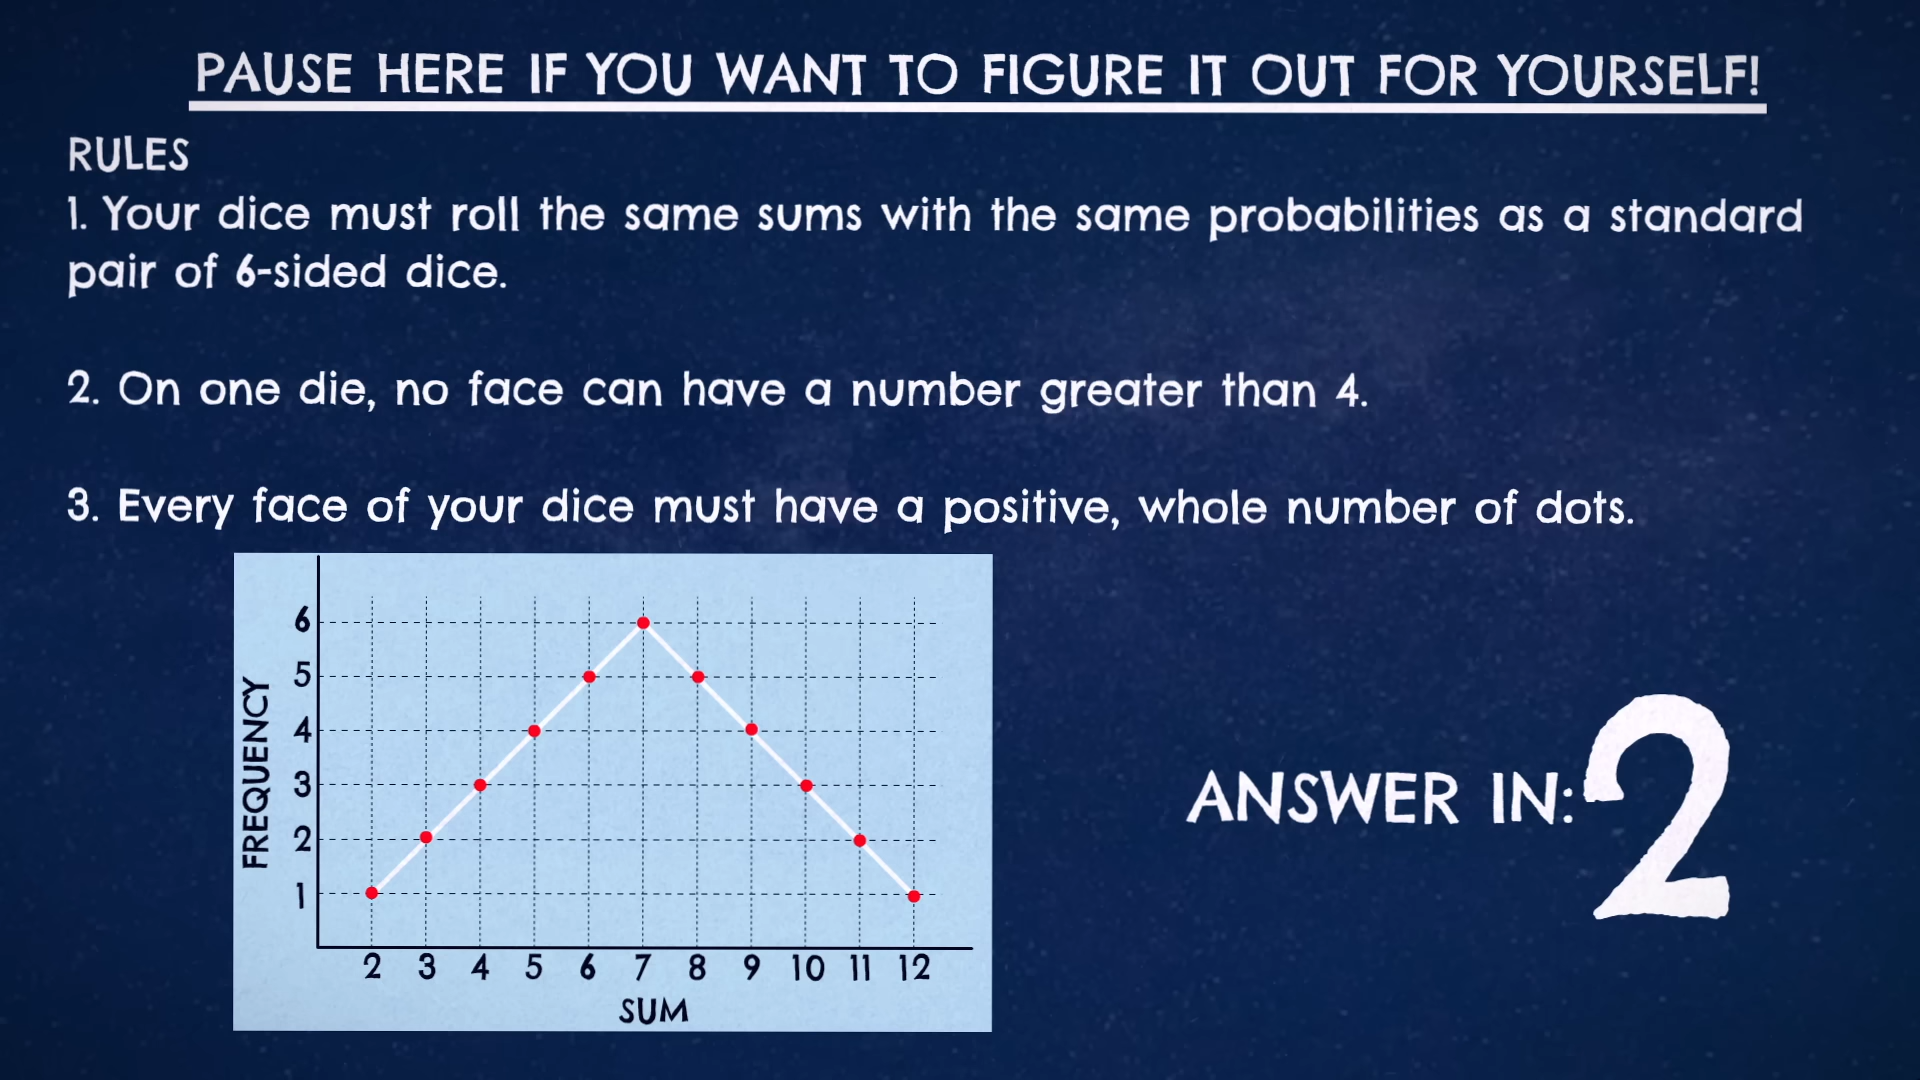 PAUSE HERE IF YOU WANT TO FIGURE IT OUT FOR YOURSELF!
RULES
1. Your dice must roll the same sums with the same probabilities as a standard
pair of 6-sided dice.
2. On one die, no face can have a number greater than 4.
3. Every face of your dice must have a positive, whole number of dots.
FREQUENCY
6
5
4
3
2
1
2 3 4 5 6 7 8 9 10 11 12
SUM
ANSWER IN: 2